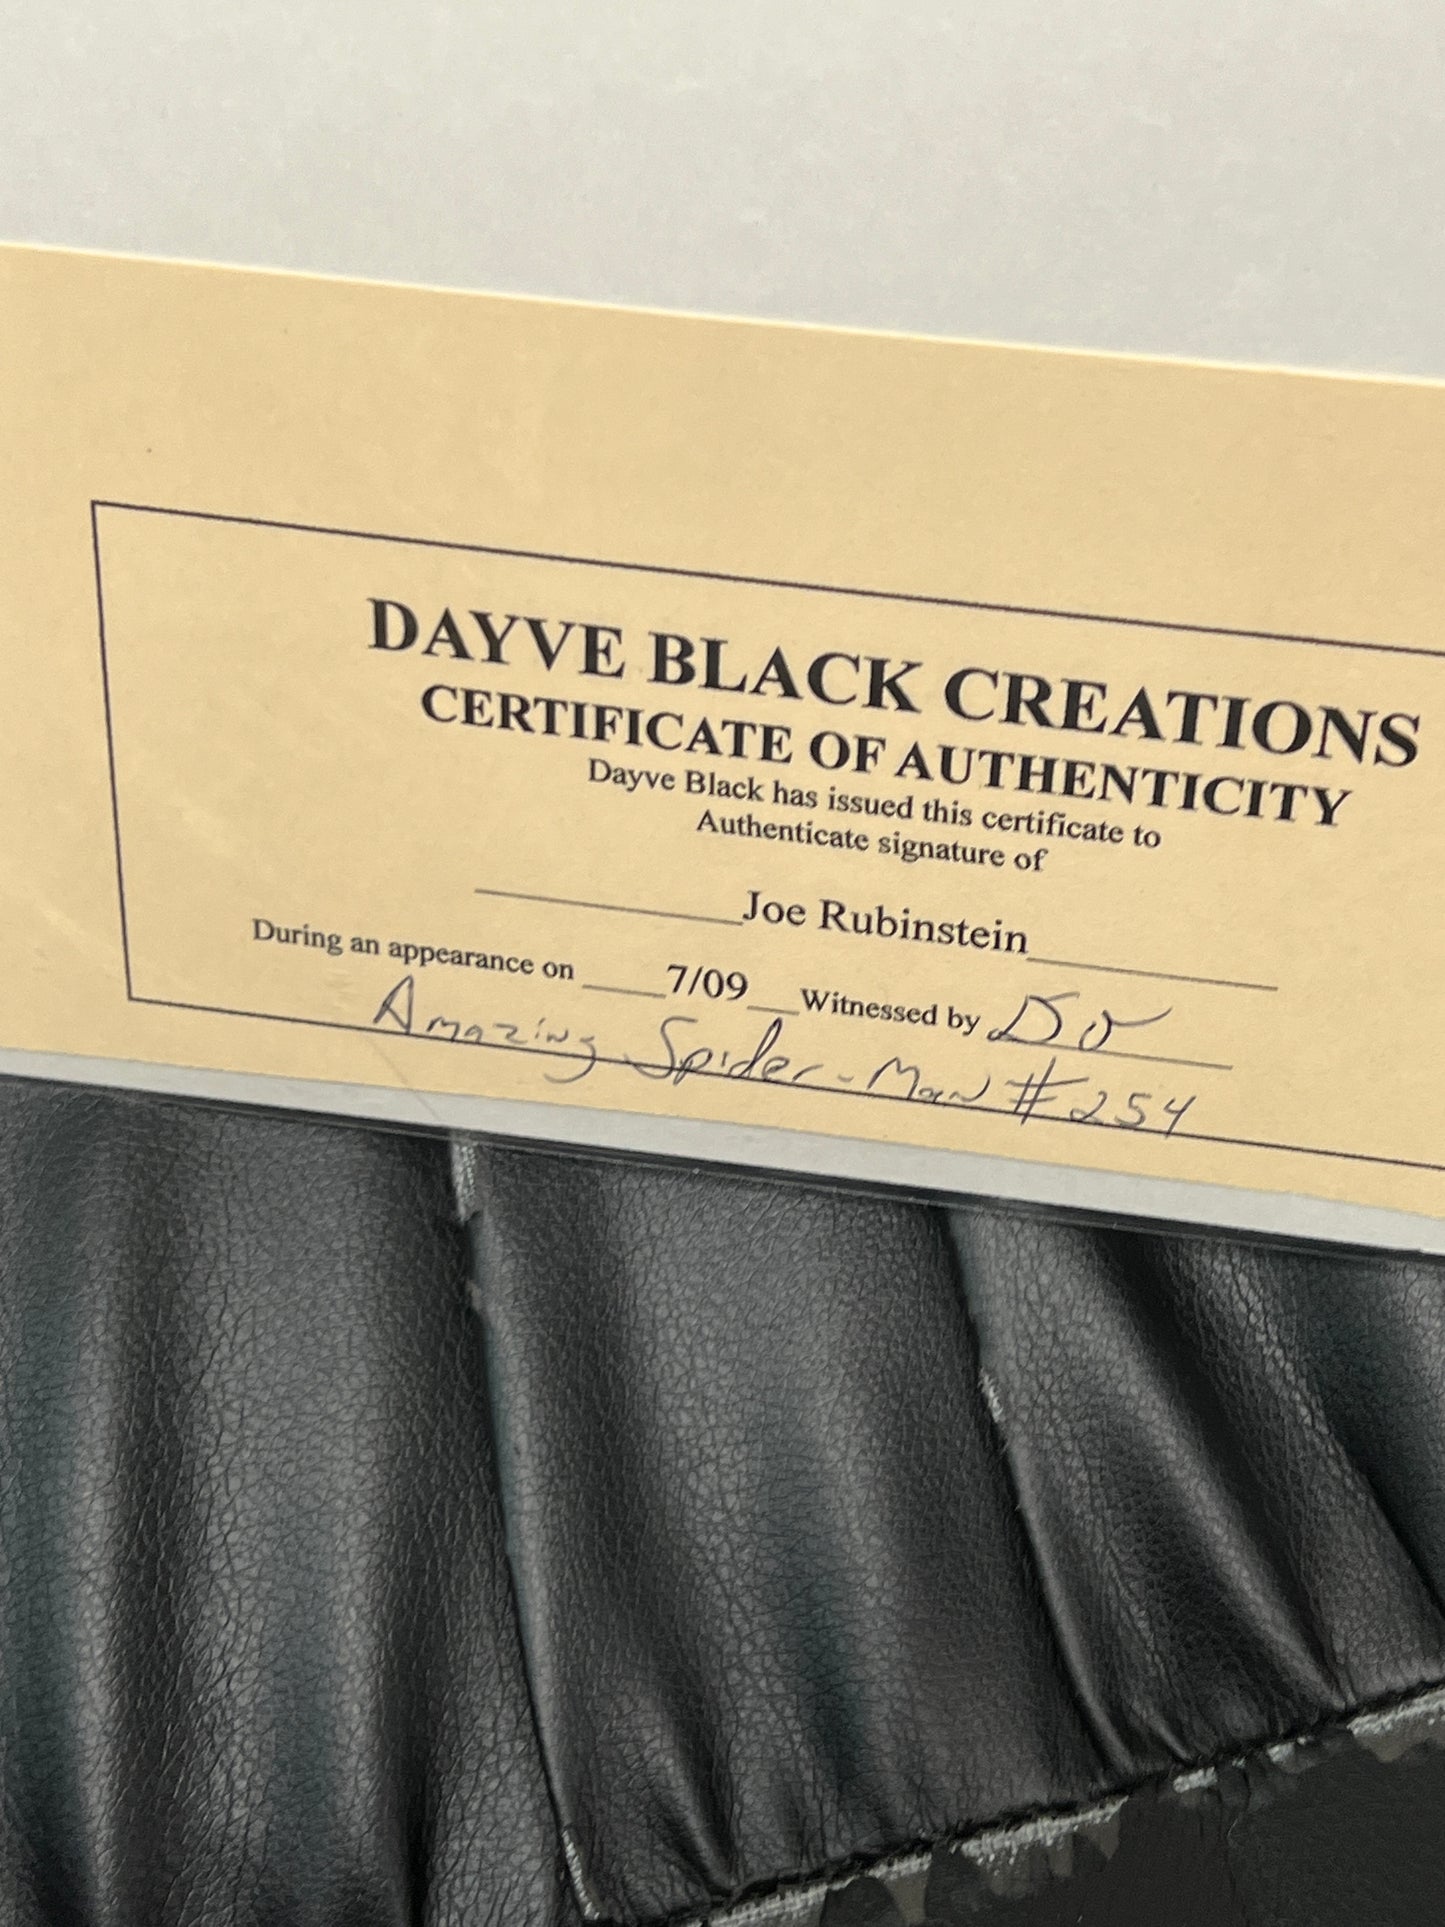 DAYVE BLACK CREATIONS
CERTIFICATE OF AUTHENTICITY
Dayve Black has issued this certificate to
Authenticate signature of
Joe Rubinstein
During an appearance on 7/09 Witnessed by
Amazing Spider-Man #254